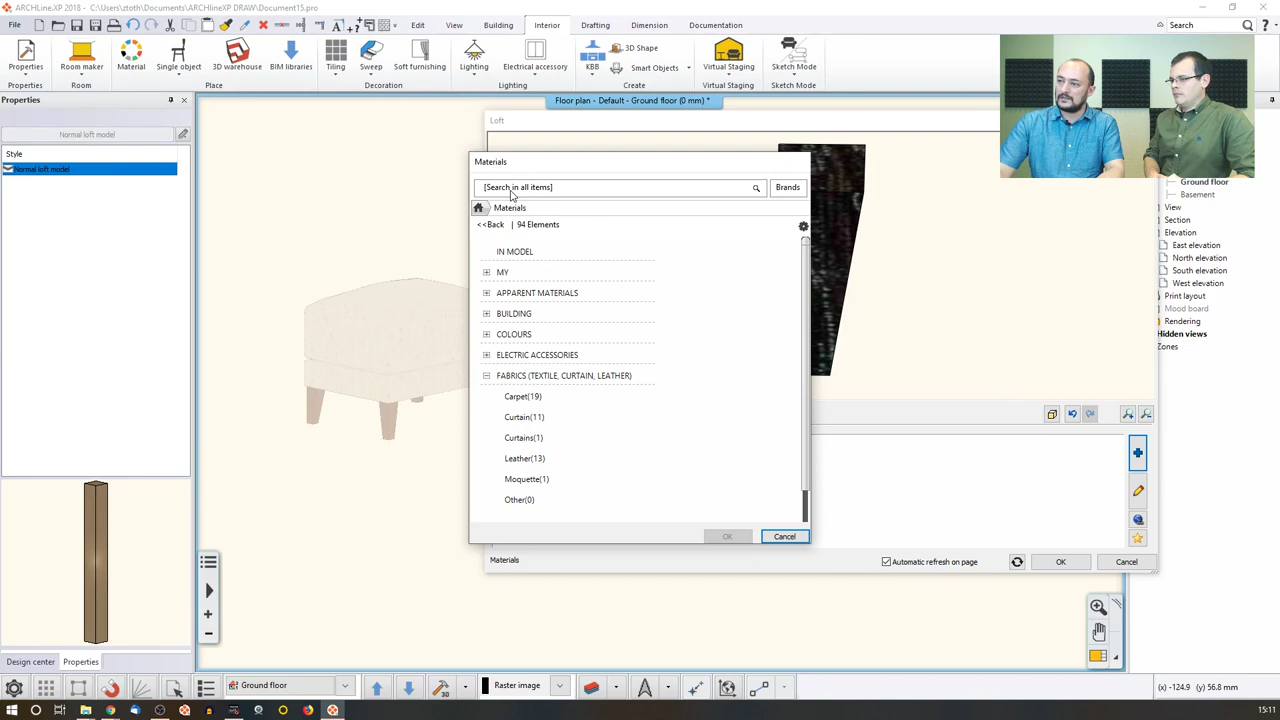 ARCHline.XP 2018 - C:\Users\ztoth\Documents\ARCHlineXP DRAW\Document15.pro
File
Edit
View
Building
Interior
Drafting
Dimension
Documentation
Search
Properties
Room maker
Material
Single object
3D warehouse
BIM libraries
Tiling
Sweep
Soft furnishing
Lighting
Electrical accessory
KBB
3D Shape
Smart Objects
Virtual Staging
Sketch Mode
Properties
Room
Place
Decoration
Lighting
Create
Virtual Staging
Sketch Mode
Properties
Floor plan - Default - Ground floor (0 mm) *
Normal loft model
Style
Normal loft model
Loft
Materials
[Search in all items]
Brands
Materials
<<Back | 94 Elements
IN MODEL
MY
APPARENT MATERIALS
BUILDING
COLOURS
ELECTRIC ACCESSORIES
FABRICS (TEXTILE, CURTAIN, LEATHER)
Carpet(19)
Curtain(11)
Curtains(1)
Leather(13)
Moquette(1)
Other(0)
OK
Cancel
Materials
Automatic refresh on page
OK
Cancel
Ground floor
Basement
View
Section
Elevation
East elevation
North elevation
South elevation
West elevation
Print layout
Mood board
Rendering
Hidden views
Zones
Design center
Properties
Ground floor
Raster image
(x) -124.9 (y) 56.8 mm
15:11